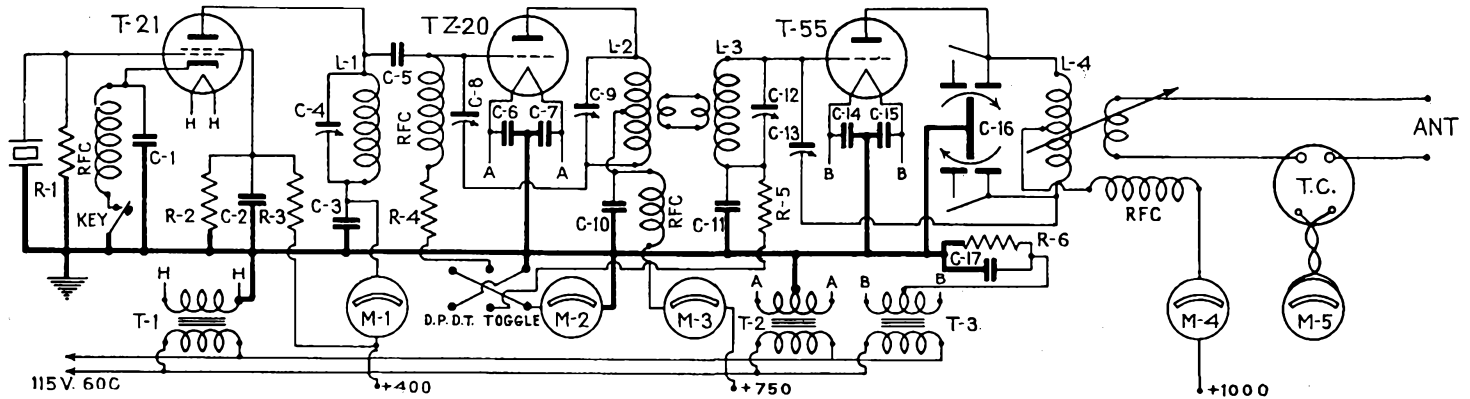 T-21
TZ-20
T-55
L-1
L-2
L-3
L-4
C-5
C-8
C-9
C-12
C-13
C-16
C-4
RFC
C-6
C-7
C-14
C-15
ANT
H H
A
A
B
B
C-1
RFC
R-1
R-2
C-2
R-3
C-3
R-4
C-10
RFC
C-11
R-5
RFC
T.C.
KEY
R-6
C-17
H
H
A
A
B
B
M-1
D.P.D.T. TOGGLE
M-2
M-3
M-4
M-5
T-1
T-2
T-3
115V. 60C
+400
+750
+1000